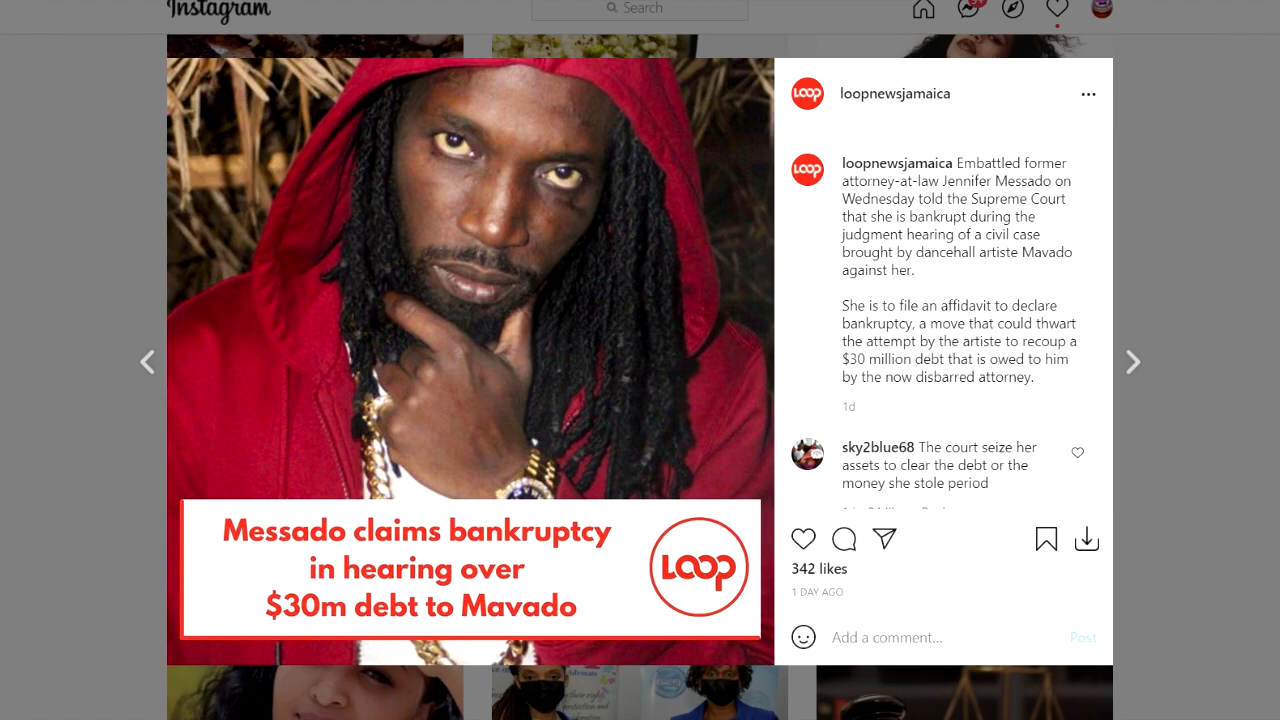 Instagram
Search
LOOP
loopnewsjamaica
LOOP
loopnewsjamaica Embattled former
attorney-at-law Jennifer Messado on
Wednesday told the Supreme Court
that she is bankrupt during the
judgment hearing of a civil case
brought by dancehall artiste Mavado
against her.
She is to file an affidavit to declare
bankruptcy, a move that could thwart
the attempt by the artiste to recoup a
$30 million debt that is owed to him
by the now disbarred attorney.
1d
sky2blue68 The court seize her
assets to clear the debt or the
money she stole period
342 likes
1 DAY AGO
Add a comment...
Post
Messado claims bankruptcy
in hearing over
$30m debt to Mavado
LOOP